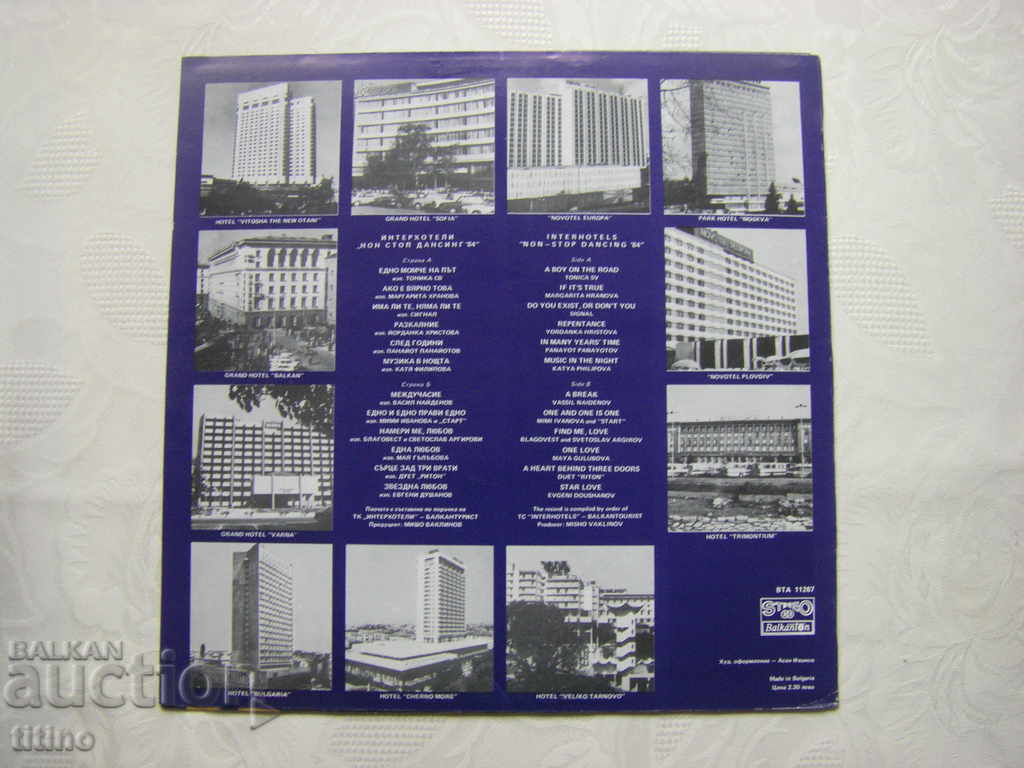 HOTEL "VITOSHA THE NEW OTANI"
GRAND HOTEL "SOFIA"
"NOVOTEL EUROPA"
PARK HOTEL "MOSKVA"
ИНТЕРХОТЕЛИ
„НОН СТОП ДАНСИНГ '84"
Страна А
ЕДНО МОМЧЕ НА ПЪТ
изп. ТОНИКА СВ
АКО Е ВЯРНО ТОВА
изп. МАРГАРИТА ХРАНОВА
ИМА ЛИ ТЕ, НЯМА ЛИ ТЕ
изп. СИГНАЛ
РАЗКАЯНИЕ
изп. ЙОРДАНКА ХРИСТОВА
СЛЕД ГОДИНИ
изп. ПАНАЙОТ ПАНАЙОТОВ
МУЗИКА В НОЩТА
изп. КАТЯ ФИЛИПОВА
Страна Б
МЕЖДУЧАСИЕ
изп. ВАСИЛ НАЙДЕНОВ
ЕДНО И ЕДНО ПРАВИ ЕДНО
изп. МИМИ ИВАНОВА и „СТАРТ"
НАМЕРИ МЕ, ЛЮБОВ
изп. БЛАГОВЕСТ и СВЕТОСЛАВ АРГИРОВИ
ЕДНА ЛЮБОВ
изп. МАЯ ГЪЛЪБОВА
СЪРЦЕ ЗАД ТРИ ВРАТИ
изп. ДУЕТ „РИТОН"
ЗВЕЗДНА ЛЮБОВ
изп. ЕВГЕНИ ДУВАНОВ
Плочата е съставена по поръчка на
ТК „ИНТЕРХОТЕЛИ" – БАЛКАНТУРИСТ
Продуцент: МИШО ВАКЛИНОВ
INTERHOTELS
"NON–STOP DANCING '84"
Side A
A BOY ON THE ROAD
TONICA SV
IF IT'S TRUE
MARGARITA HRANOVA
DO YOU EXIST, OR DON'T YOU
SIGNAL
REPENTANCE
YORDANKA HRISTOVA
IN MANY YEARS' TIME
PANAYOT PANAYOTOV
MUSIC IN THE NIGHT
KATYA PHILIPOVA
Side B
A BREAK
VASSIL NAIDENOV
ONE AND ONE IS ONE
MIMI IVANOVA and "START"
FIND ME, LOVE
BLAGOVEST and SVETOSLAV ARGIROV
ONE LOVE
MAYA GULUBOVA
A HEART BEHIND THREE DOORS
DUET "RITON"
STAR LOVE
EVGENI DOUSHANOV
The record is compiled by order of
TC "INTERHOTELS" – BALKANTOURIST
Producer: MISHO VAKLINOV
GRAND HOTEL "BALKAN"
"NOVOTEL PLOVDIV"
GRAND HOTEL "VARNA"
HOTEL "TRIMONTIUM"
HOTEL "BULGARIA"
HOTEL "CHERNO MORE"
HOTEL "VELIKO TARNOVO"
ВТА 11267
STEREO
Balkanton
Худ. оформление – Асен
Made in Bulgaria
Цена 2.30 лева
BALKAN
auction
titino